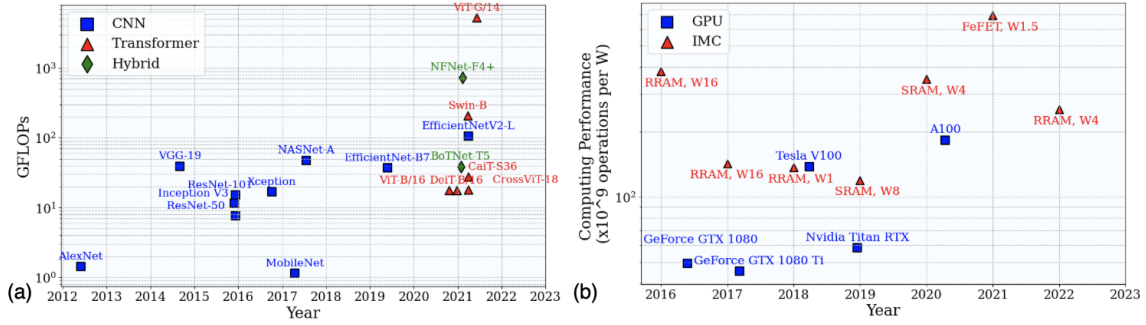 CNN
Transformer
Hybrid
ViT-G/14
NFNet-F4+
Swin-B
EfficientNetV2-L
VGG-19
NASNet-A
EfficientNet-B7
BoTNet-T5
CaiT-S36
ResNet-101
Xception
ViT-B/16
DeiT-B/16
CrossViT-18
Inception V3
ResNet-50
AlexNet
MobileNet
GFLOPs
10^3
10^2
10^1
10^0
2012 2013 2014 2015 2016 2017 2018 2019 2020 2021 2022 2023
Year
(a)
GPU
IMC
FeFET, W1.5
RRAM, W16
SRAM, W4
RRAM, W4
A100
Tesla V100
RRAM, W16
RRAM, W1
SRAM, W8
GeForce GTX 1080
Nvidia Titan RTX
GeForce GTX 1080 Ti
Computing Performance
(x10^9 operations per W)
10^2
2016 2017 2018 2019 2020 2021 2022 2023
Year
(b)